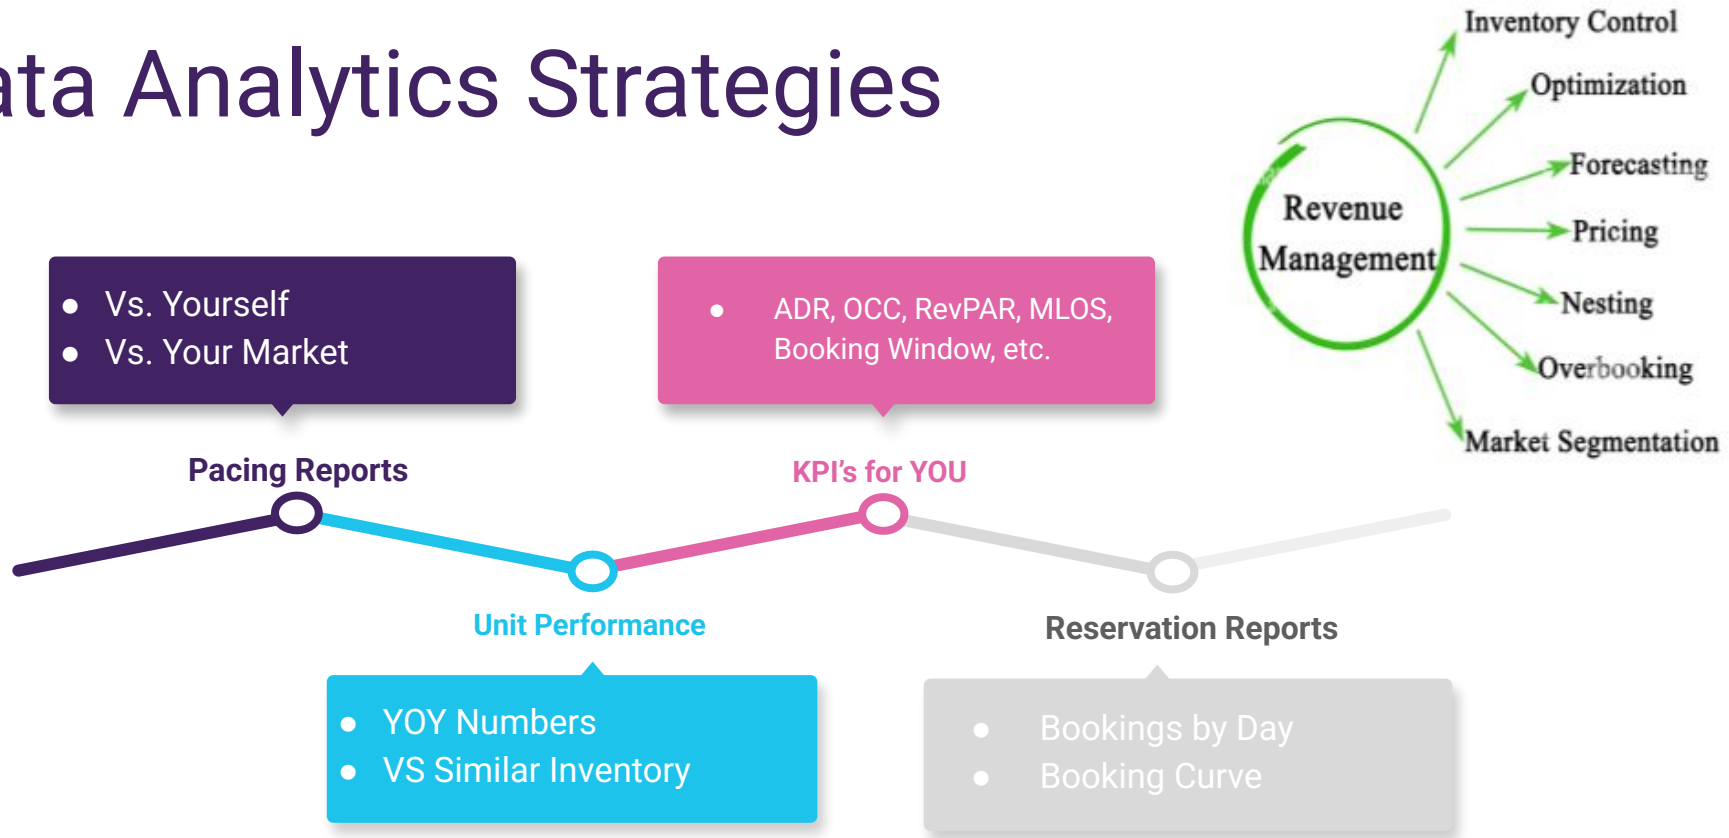 ata Analytics Strategies
● Vs. Yourself
● Vs. Your Market
● ADR, OCC, RevPAR, MLOS,
Booking Window, etc.
Pacing Reports
KPI's for YOU
Unit Performance
Reservation Reports
● YOY Numbers
● VS Similar Inventory
● Bookings by Day
● Booking Curve
Revenue
Management
Inventory Control
Optimization
Forecasting
Pricing
Nesting
Overbooking
Market Segmentation